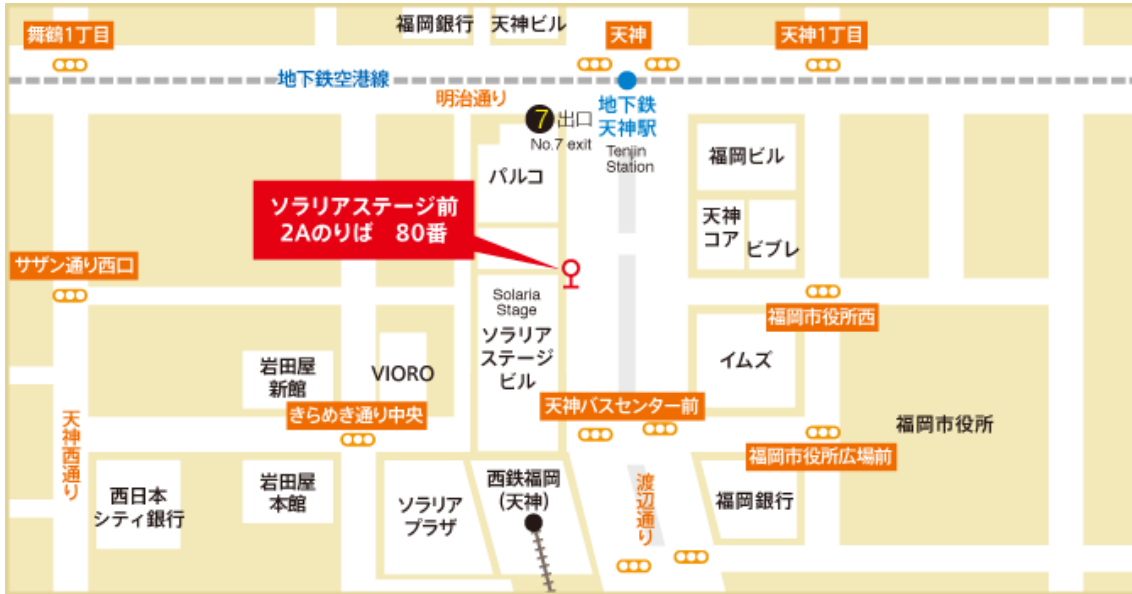 福岡銀行
天神ビル
舞鶴1丁目
天神
天神1丁目
地下鉄空港線
明治通り
地下鉄
天神駅
Tenjin
Station
7 出口
No.7 exit
パルコ
福岡ビル
ソラリアステージ前
2Aのりば 80番
天神
コア
ビブレ
サザン通り西口
Solaria
Stage
ソラリア
ステージ
ビル
福岡市役所西
イムズ
岩田屋
新館
VIORO
きらめき通り中央
天神バスセンター前
福岡市役所
福岡市役所広場前
天神西通り
西日本
シティ銀行
岩田屋
本館
ソラリア
プラザ
西鉄福岡
(天神)
渡辺通り
福岡銀行